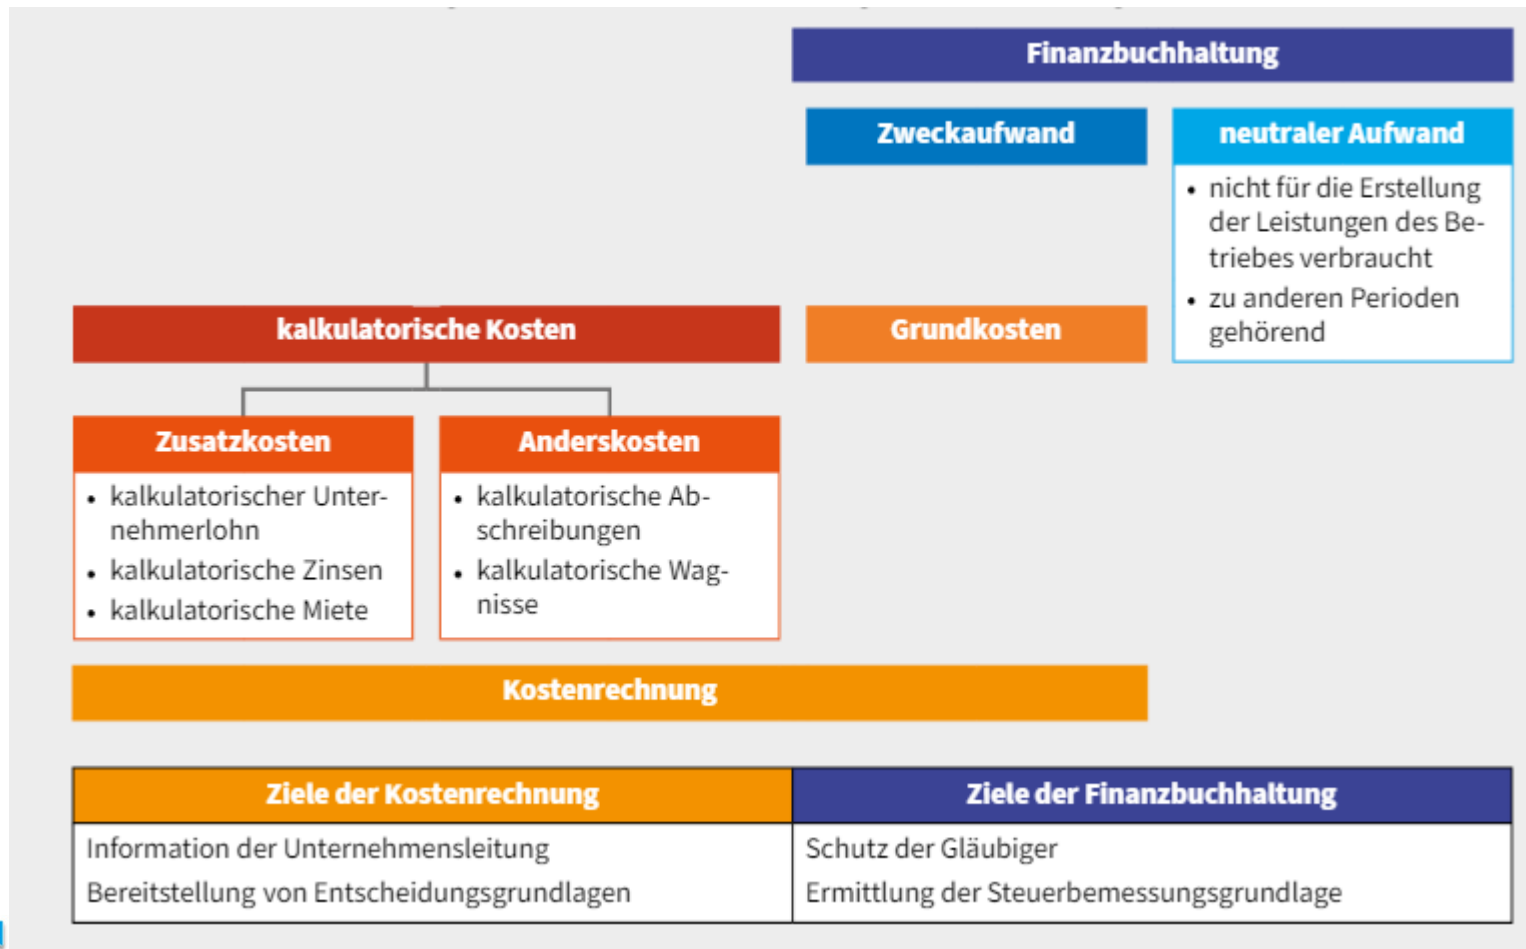 Finanzbuchhaltung
Zweckaufwand
neutraler Aufwand
• nicht für die Erstellung
der Leistungen des Be-
triebes verbraucht
• zu anderen Perioden
gehörend
kalkulatorische Kosten
Grundkosten
Zusatzkosten
• kalkulatorischer Unter-
nehmerlohn
• kalkulatorische Zinsen
• kalkulatorische Miete
Anderskosten
• kalkulatorische Ab-
schreibungen
• kalkulatorische Wag-
nisse
Kostenrechnung
Ziele der Kostenrechnung
Information der Unternehmensleitung
Bereitstellung von Entscheidungsgrundlagen
Ziele der Finanzbuchhaltung
Schutz der Gläubiger
Ermittlung der Steuerbemessungsgrundlage